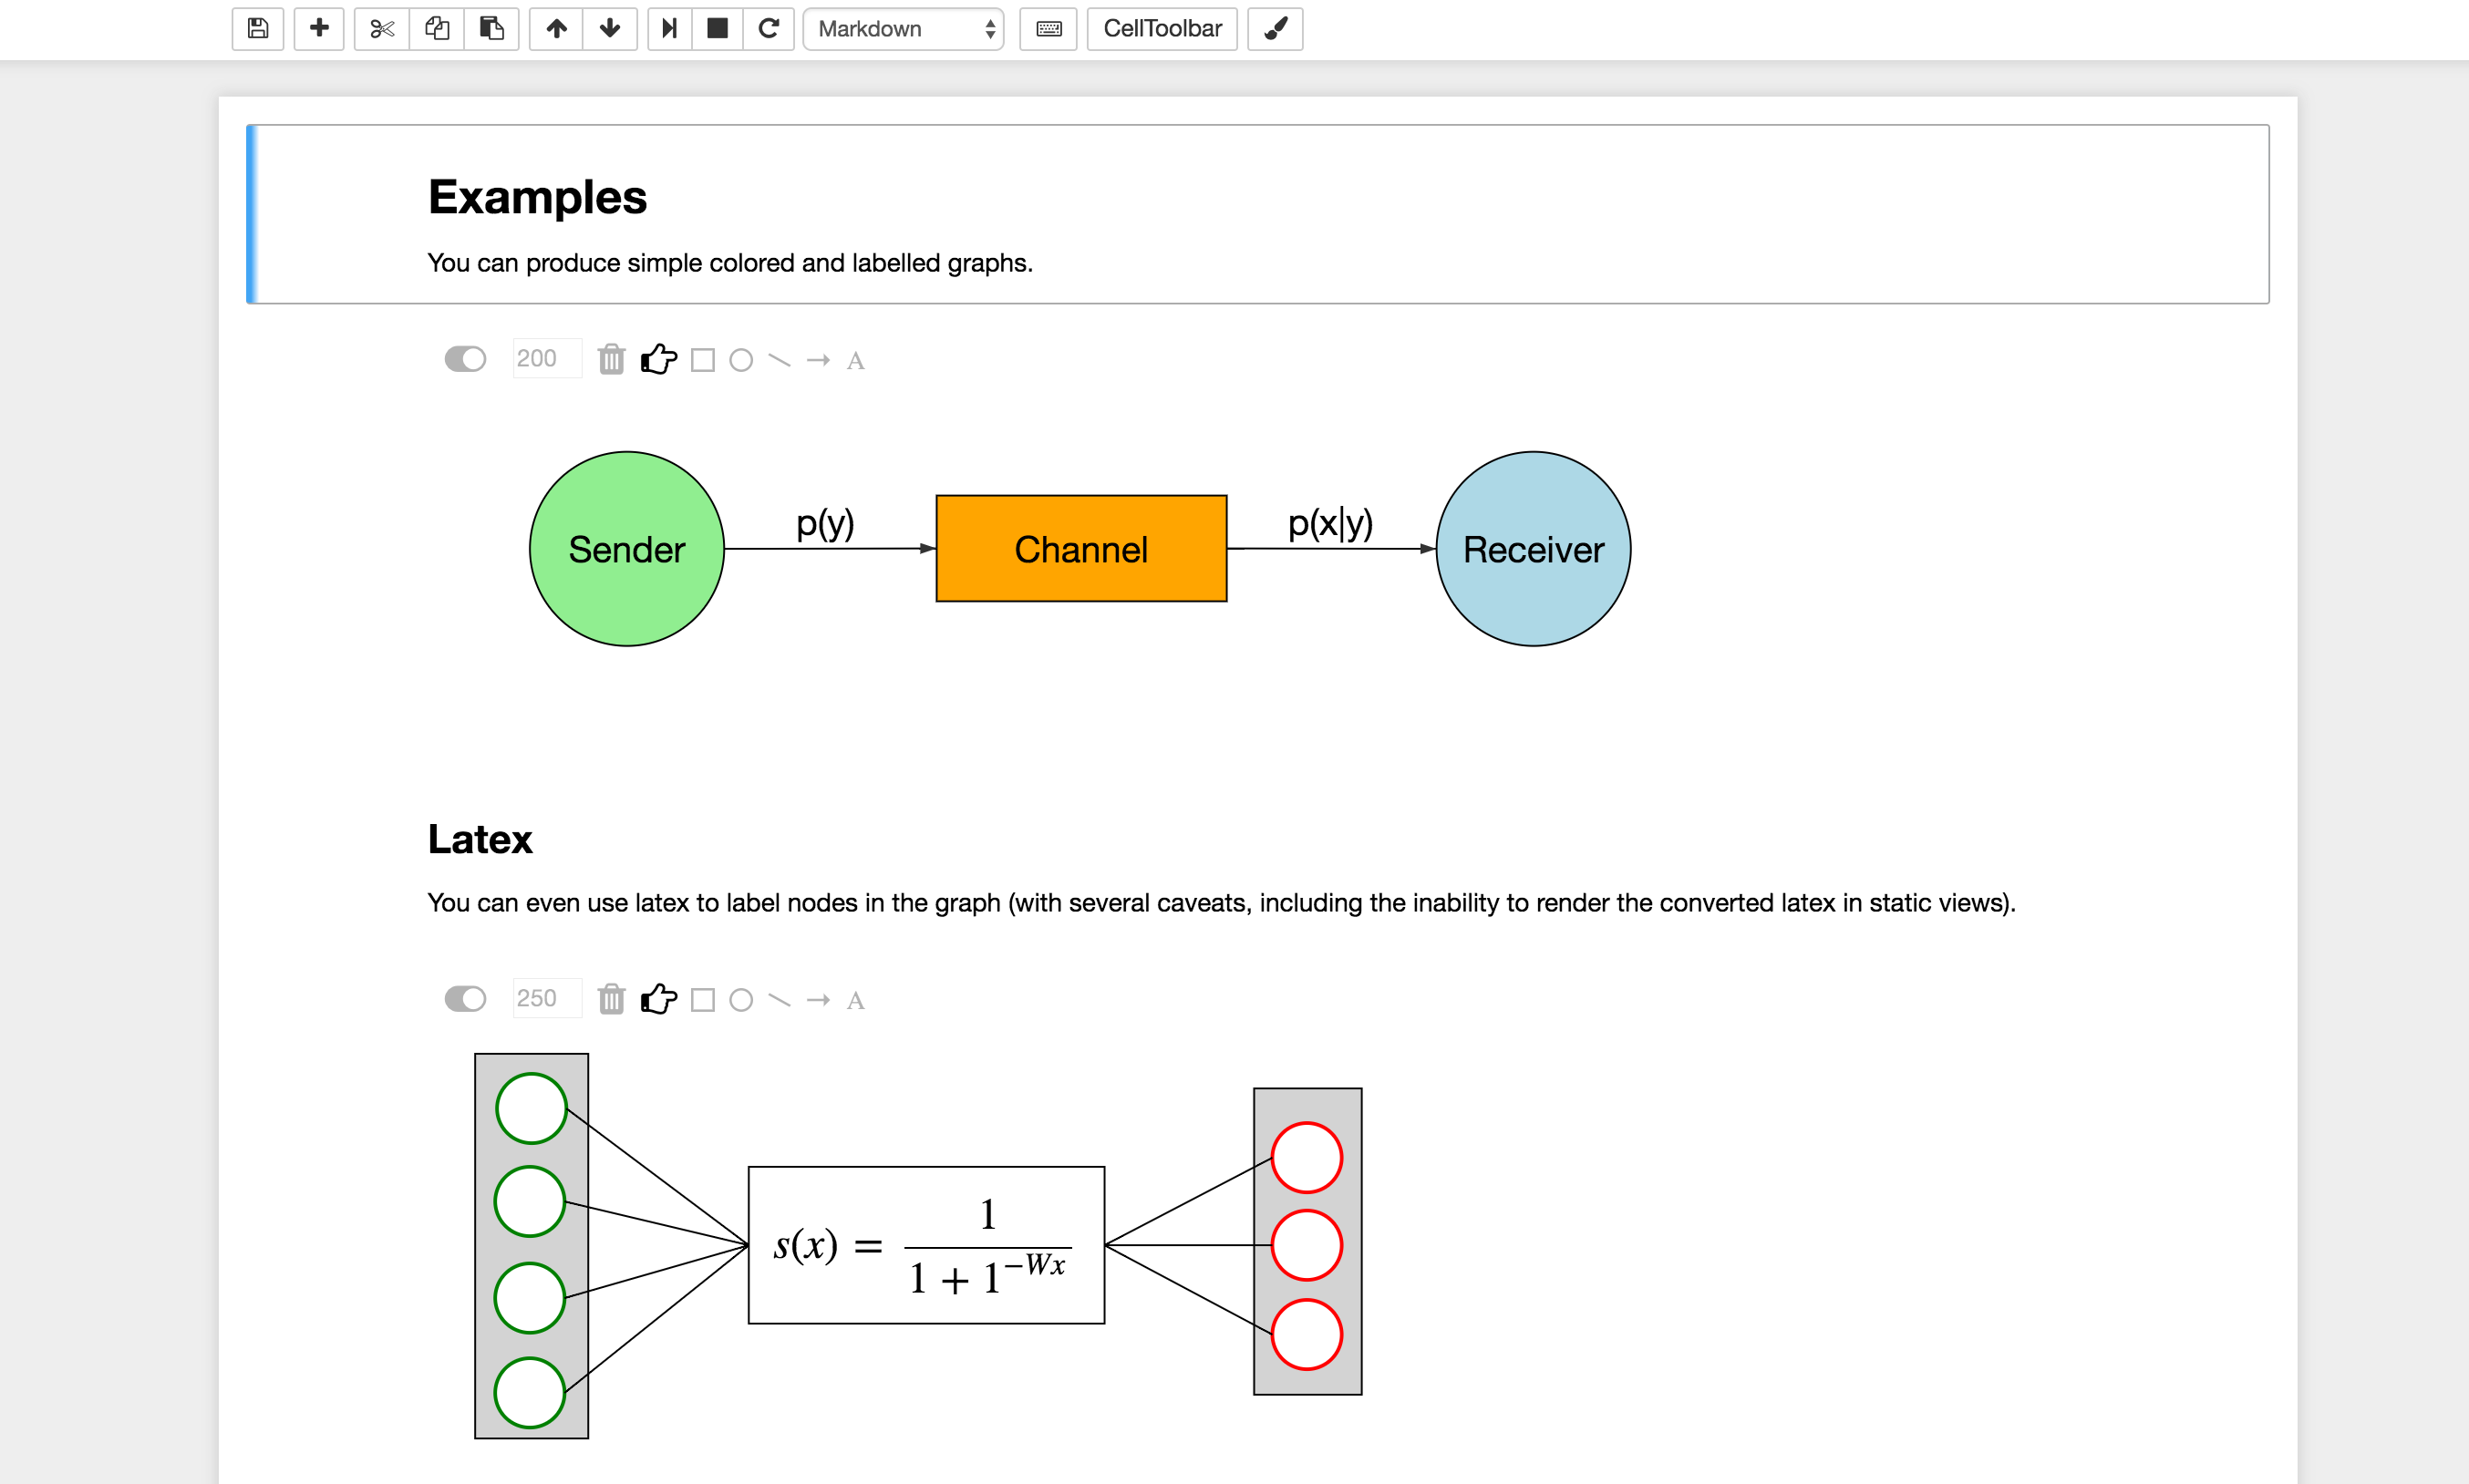 Markdown
CellToolbar
Examples
You can produce simple colored and labelled graphs.
200
A
Sender
p(y)
Channel
p(x|y)
Receiver
Latex
You can even use latex to label nodes in the graph (with several caveats, including the inability to render the converted latex in static views).
250
A
s(x) = 1 / 1 + 1^{-Wx}